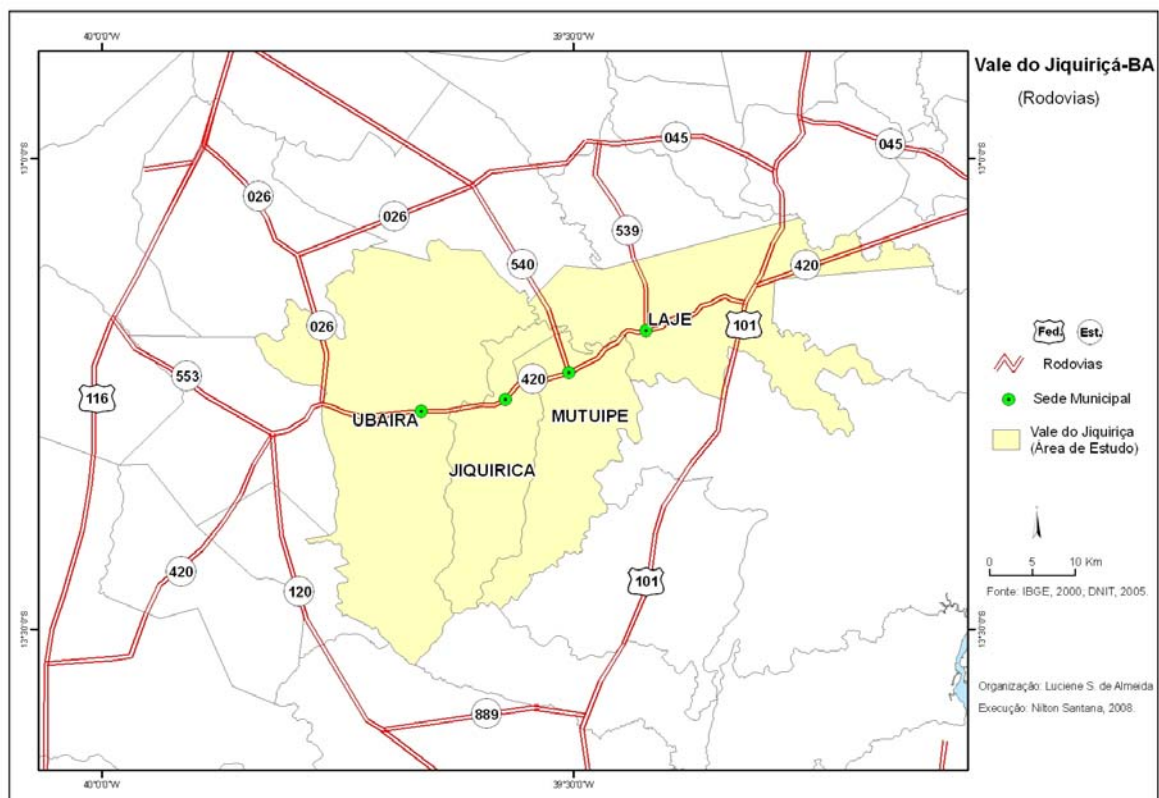 40°0'0"W
39°30'0"W
Vale do Jiquiriçá-BA
(Rodovias)
13°0'0"S
13°0'0"S
045
045
026
026
539
540
420
LAJE
101
026
Fed.
Est.
Rodovias
553
116
420
Sede Municipal
UBAIRA
MUTUIPE
Vale do Jiquiriça
(Área de Estudo)
JIQUIRICA
420
120
101
0 5 10 Km
Fonte: IBGE, 2000, DNIT, 2005.
13°30'0"S
13°30'0"S
Organização: Luciene S. de Almeida
Execução: Nilton Santana, 2008.
889
40°0'0"W
39°30'0"W